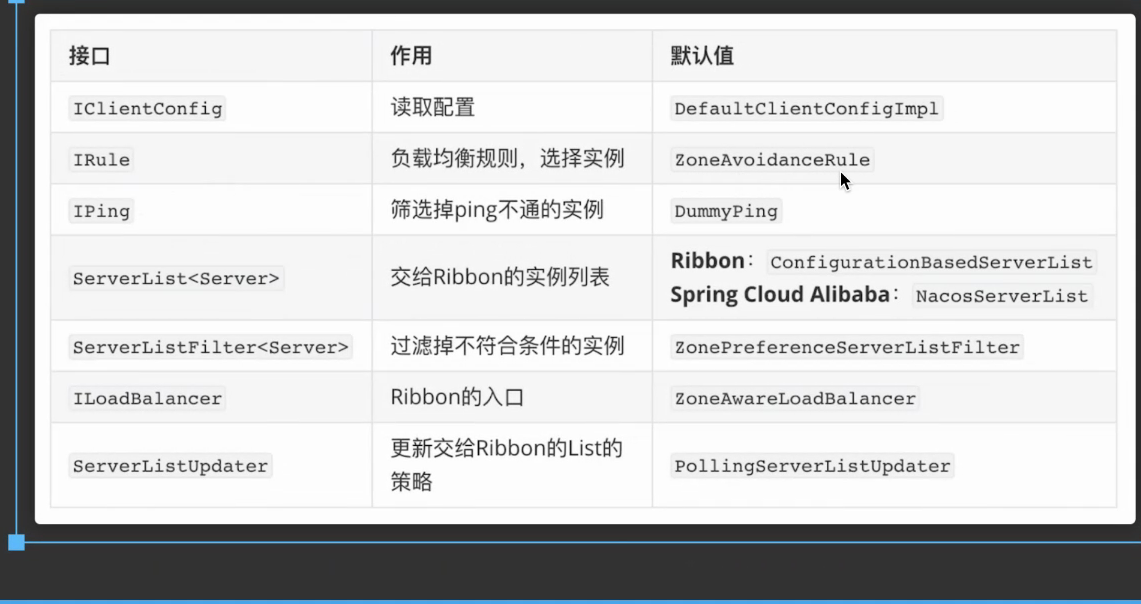 接口 作用 默认值
IClientConfig 读取配置 DefaultClientConfigImpl
IRule 负载均衡规则，选择实例 ZoneAvoidanceRule
IPing 筛选掉ping不通的实例 DummyPing
ServerList<Server> 交给Ribbon的实例列表 Ribbon： ConfigurationBasedServerList
Spring Cloud Alibaba： NacosServerList
ServerListFilter<Server> 过滤掉不符合条件的实例 ZonePreferenceServerListFilter
ILoadBalancer Ribbon的入口 ZoneAwareLoadBalancer
ServerListUpdater 更新交给Ribbon的List的
策略 PollingServerListUpdater